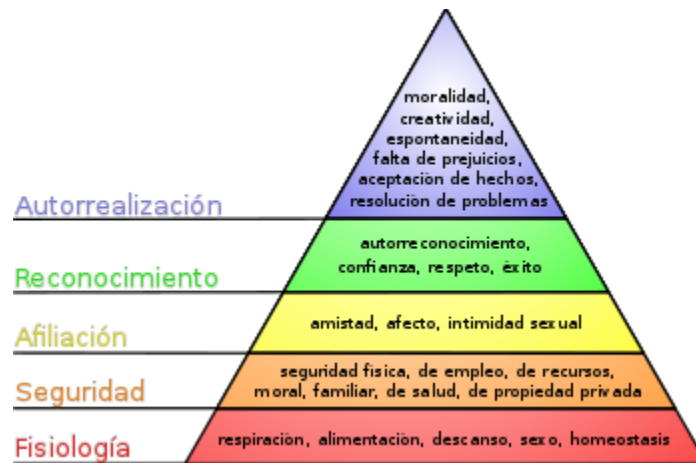 moralidad,
creatividad,
espontaneidad,
falta de prejuicios,
aceptación de hechos,
resolución de problemas
Autorrealización
autorreconocimiento,
confianza, respeto, éxito
Reconocimiento
amistad, afecto, intimidad sexual
Afiliación
seguridad física, de empleo, de recursos,
moral, familiar, de salud, de propiedad privada
Seguridad
respiración, alimentación, descanso, sexo, homeostasis
Fisiología